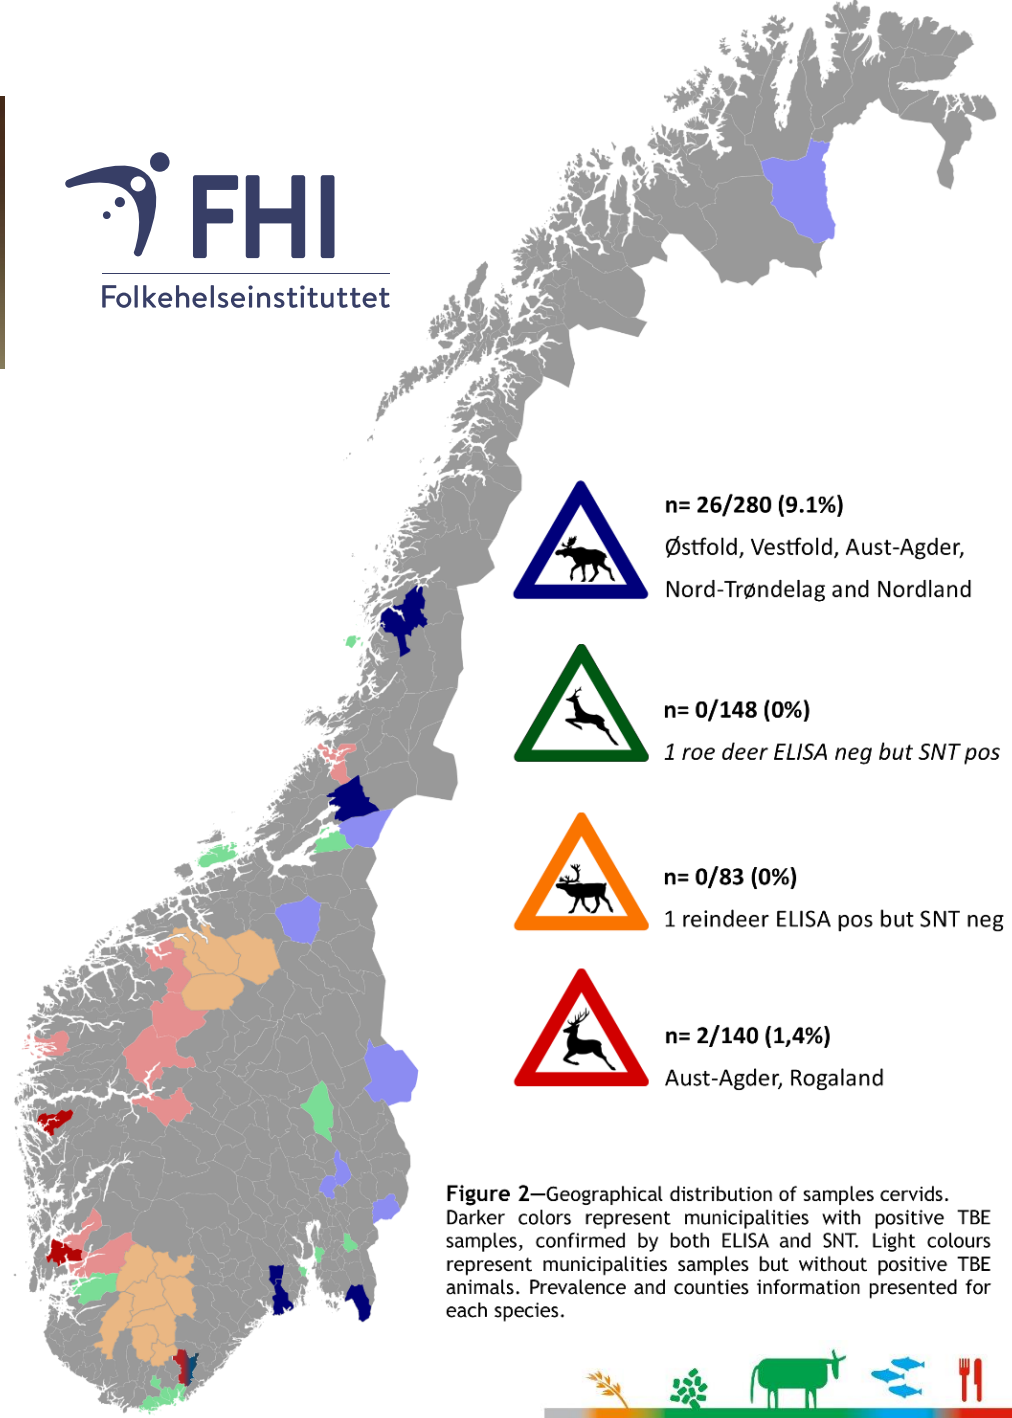 FHI
Folkehelseinstituttet
n= 26/280 (9.1%)
Østfold, Vestfold, Aust-Agder,
Nord-Trøndelag and Nordland
n= 0/148 (0%)
1 roe deer ELISA neg but SNT pos
n= 0/83 (0%)
1 reindeer ELISA pos but SNT neg
n= 2/140 (1,4%)
Aust-Agder, Rogaland
Figure 2—Geographical distribution of samples cervids.
Darker colors represent municipalities with positive TBE
samples, confirmed by both ELISA and SNT. Light colours
represent municipalities samples but without positive TBE
animals. Prevalence and counties information presented for
each species.